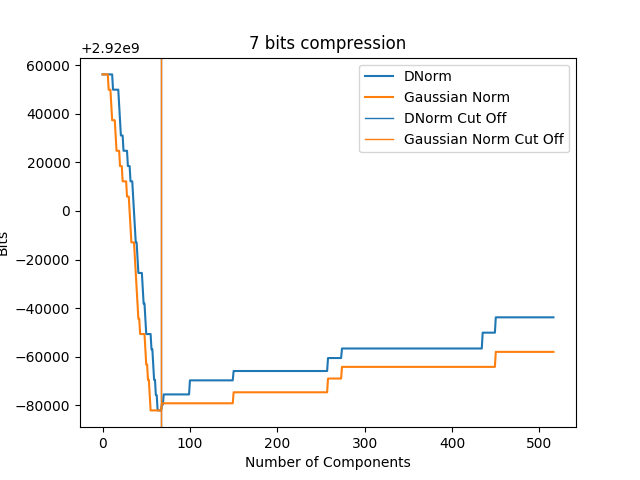 7 bits compression
+2.92e9
60000
40000
20000
0
−20000
−40000
−60000
−80000
Bits
DNorm
Gaussian Norm
DNorm Cut Off
Gaussian Norm Cut Off
0 100 200 300 400 500
Number of Components